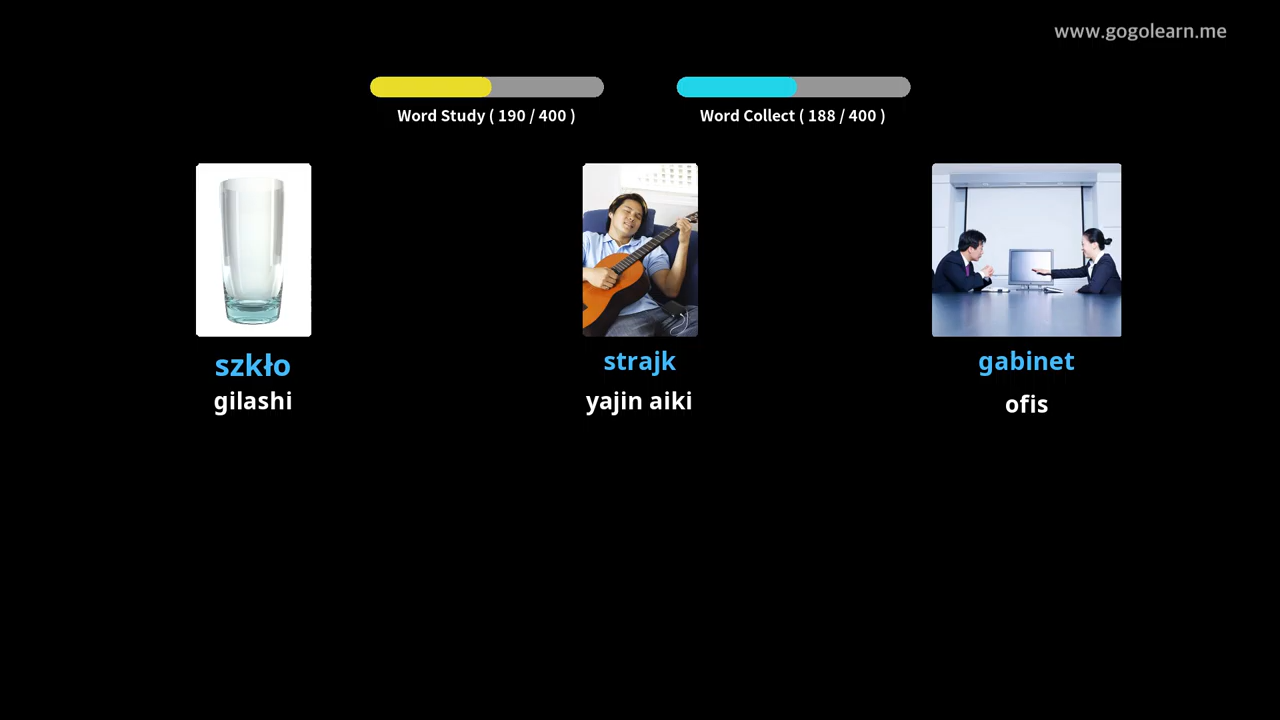 www.gogolearn.me
Word Study ( 190 / 400 )
Word Collect ( 188 / 400 )
szkło
strajk
gabinet
gilashi
yajin aiki
ofis